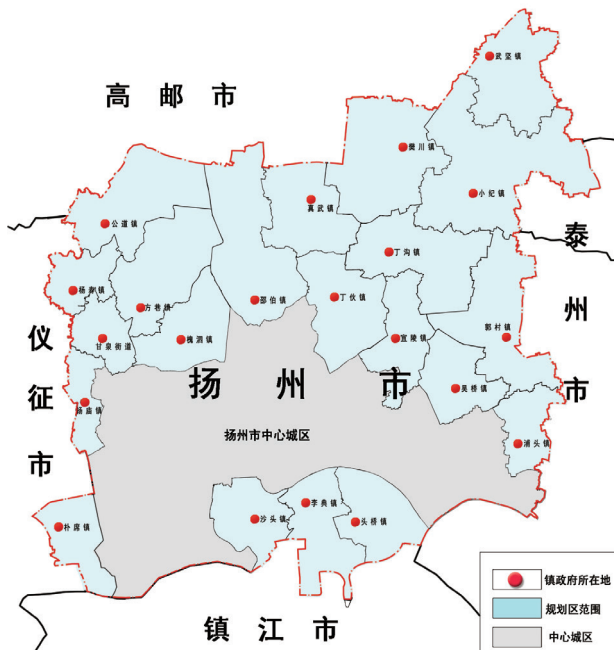 高邮市
武坚镇
樊川镇
小纪镇
真武镇
公道镇
泰州市
丁沟镇
杨寿镇
方巷镇
邵伯镇
丁伙镇
郭村镇
甘泉街道
槐泗镇
宜陵镇
仪征市
扬州市
吴桥镇
杨庙镇
扬州市中心城区
浦头镇
李典镇
朴席镇
沙头镇
头桥镇
镇江市
镇政府所在地
规划区范围
中心城区